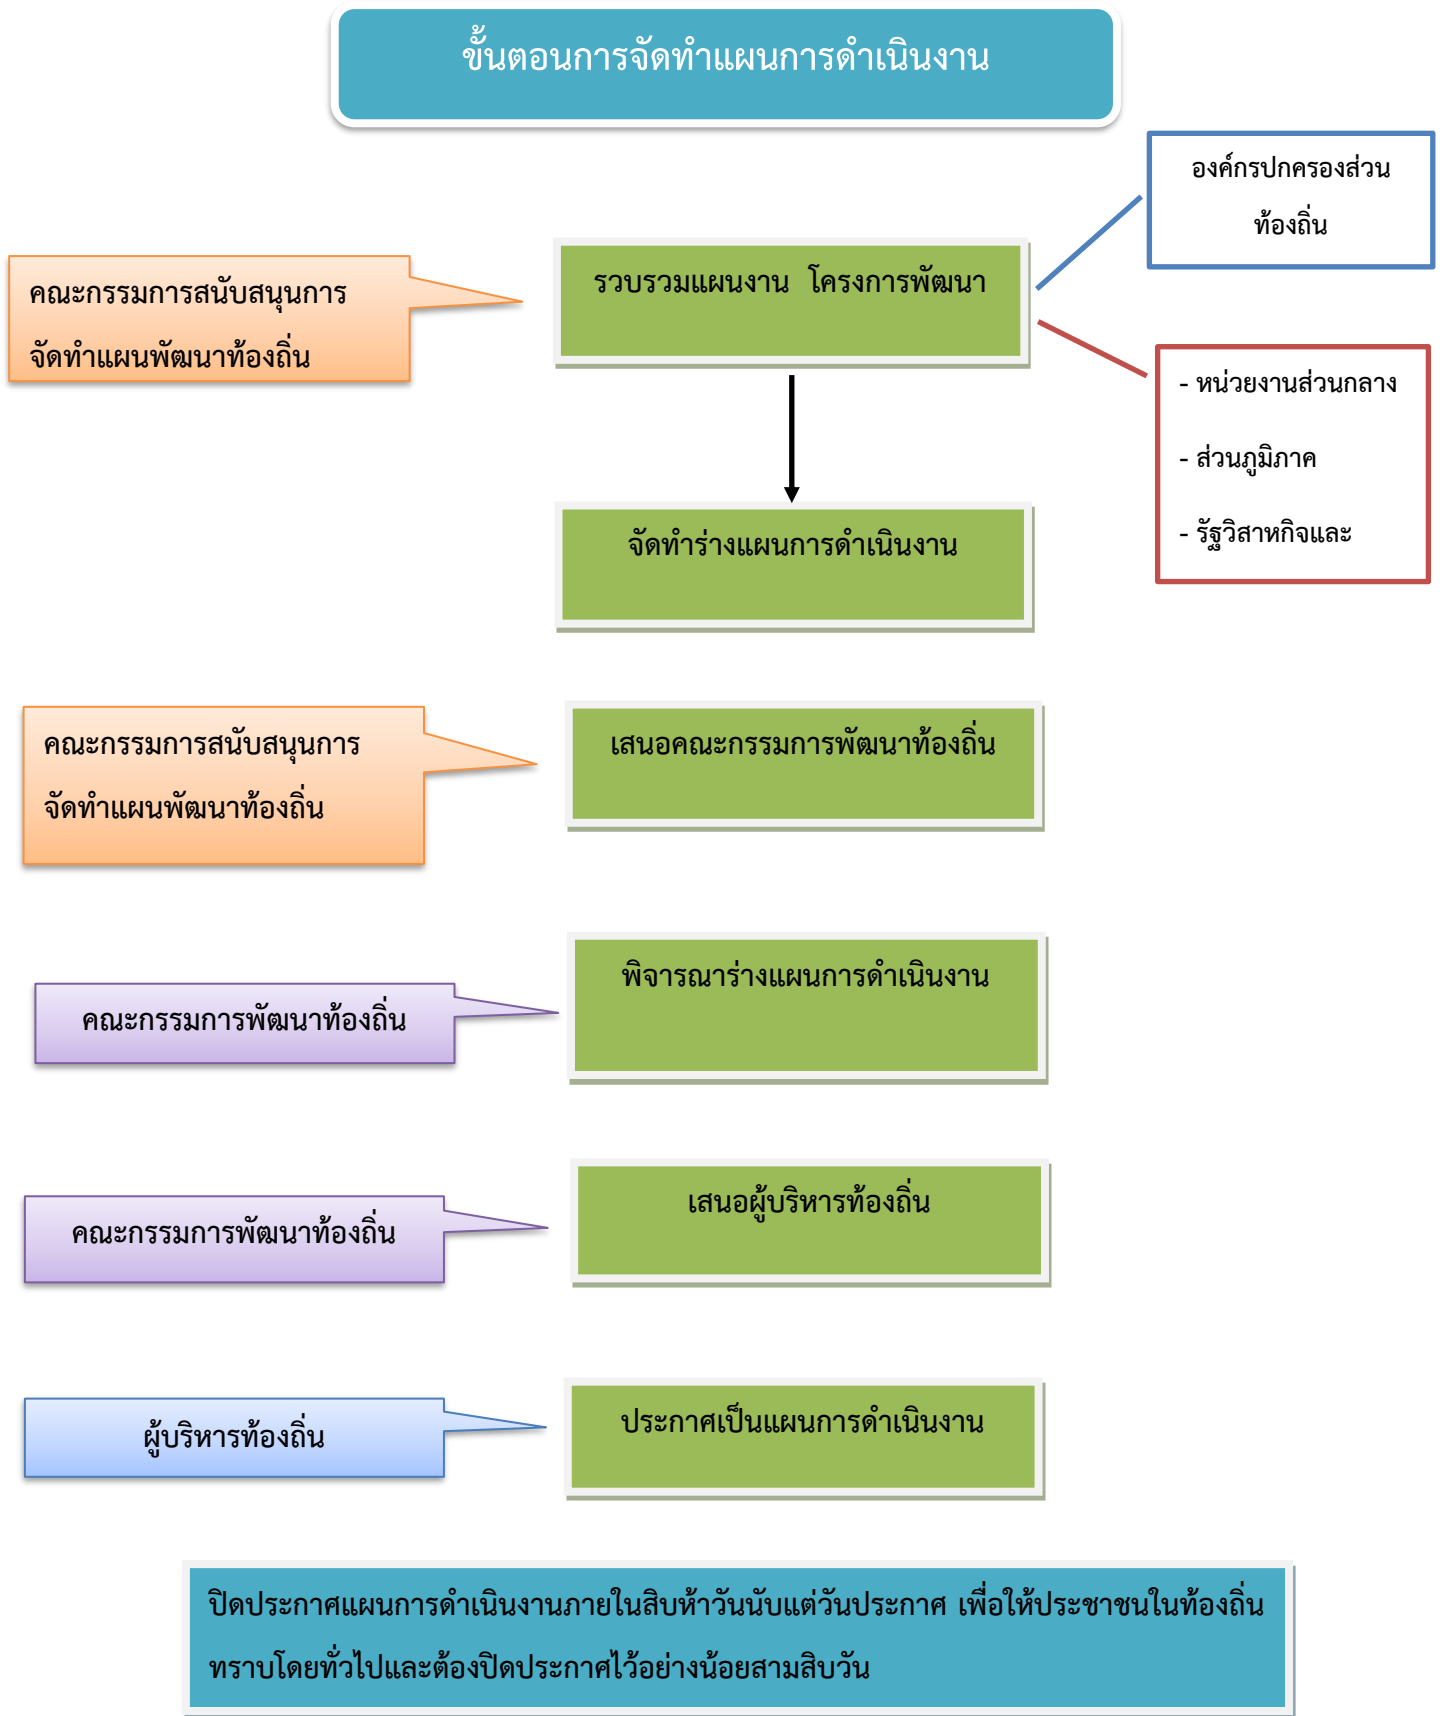 ขั้นตอนการจัดทำแผนการดำเนินงาน
องค์กรปกครองส่วน
ท้องถิ่น
คณะกรรมการสนับสนุนการ
จัดทำแผนพัฒนาท้องถิ่น
รวบรวมแผนงาน โครงการพัฒนา
- หน่วยงานส่วนกลาง
- ส่วนภูมิภาค
- รัฐวิสาหกิจและ
จัดทำร่างแผนการดำเนินงาน
คณะกรรมการสนับสนุนการ
จัดทำแผนพัฒนาท้องถิ่น
เสนอคณะกรรมการพัฒนาท้องถิ่น
คณะกรรมการพัฒนาท้องถิ่น
พิจารณาร่างแผนการดำเนินงาน
คณะกรรมการพัฒนาท้องถิ่น
เสนอผู้บริหารท้องถิ่น
ผู้บริหารท้องถิ่น
ประกาศเป็นแผนการดำเนินงาน
ปิดประกาศแผนการดำเนินงานภายในสิบห้าวันนับแต่วันประกาศ เพื่อให้ประชาชนในท้องถิ่น
ทราบโดยทั่วไปและต้องปิดประกาศไว้อย่างน้อยสามสิบวัน